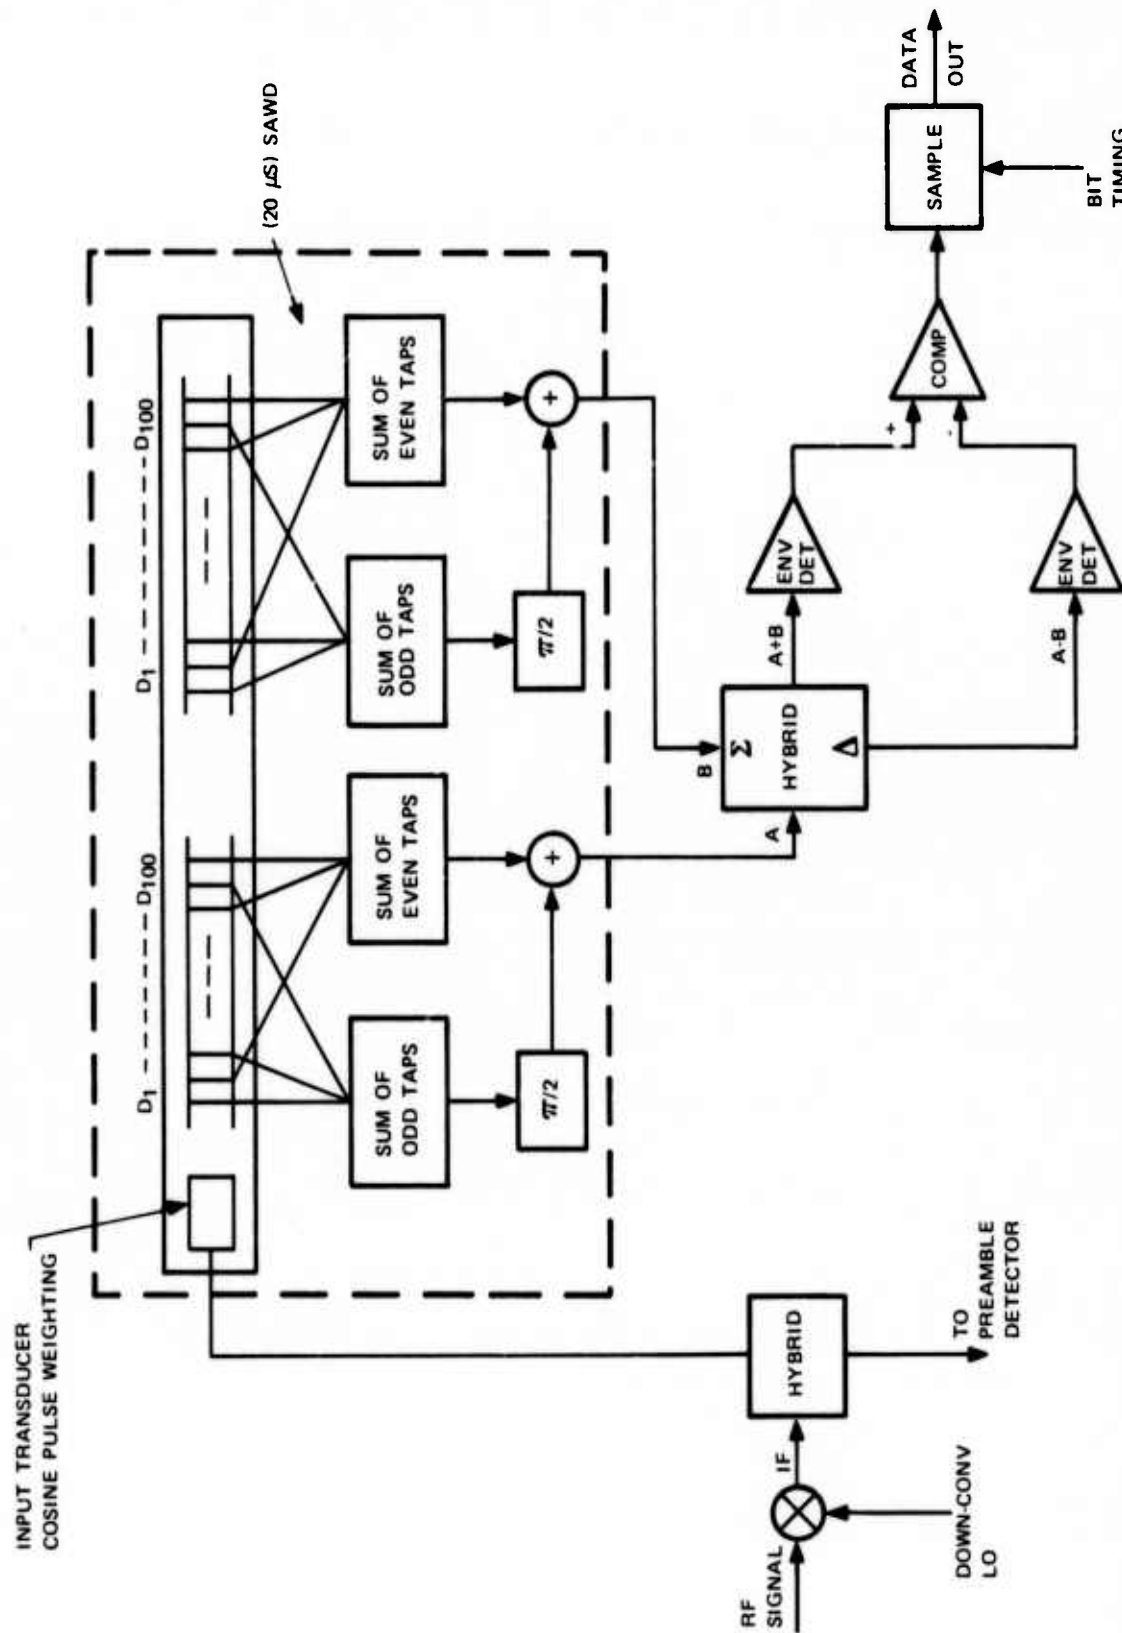 INPUT TRANSDUCER
COSINE PULSE WEIGHTING
D1 – – – – – – D100
D1 – – – – – – – – – D100
(20 µS) SAWD
SUM OF
ODD TAPS
SUM OF
EVEN TAPS
SUM OF
ODD TAPS
SUM OF
EVEN TAPS
π/2
+
π/2
+
RF
SIGNAL
IF
DOWN-CONV
LO
HYBRID
TO
PREAMBLE
DETECTOR
A
B
Σ
HYBRID
Δ
A+B
A-B
ENV
DET
ENV
DET
+
-
COMP
SAMPLE
BIT
TIMING
DATA
OUT